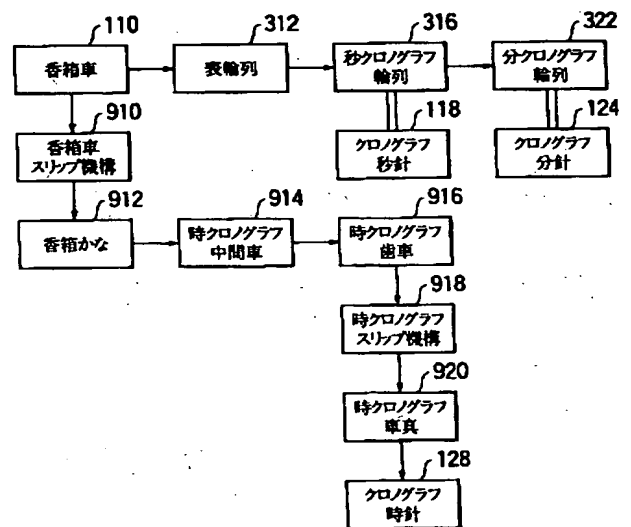 110
香箱車
312
表輪列
316
秒クロノグラフ
輪列
322
分クロノグラフ
輪列
118
クロノグラフ
秒針
124
クロノグラフ
分針
910
香箱車
スリップ機構
912
香箱かな
914
時クロノグラフ
中間車
916
時クロノグラフ
歯車
918
時クロノグラフ
スリップ機構
920
時クロノグラフ
車真
128
クロノグラフ
時針